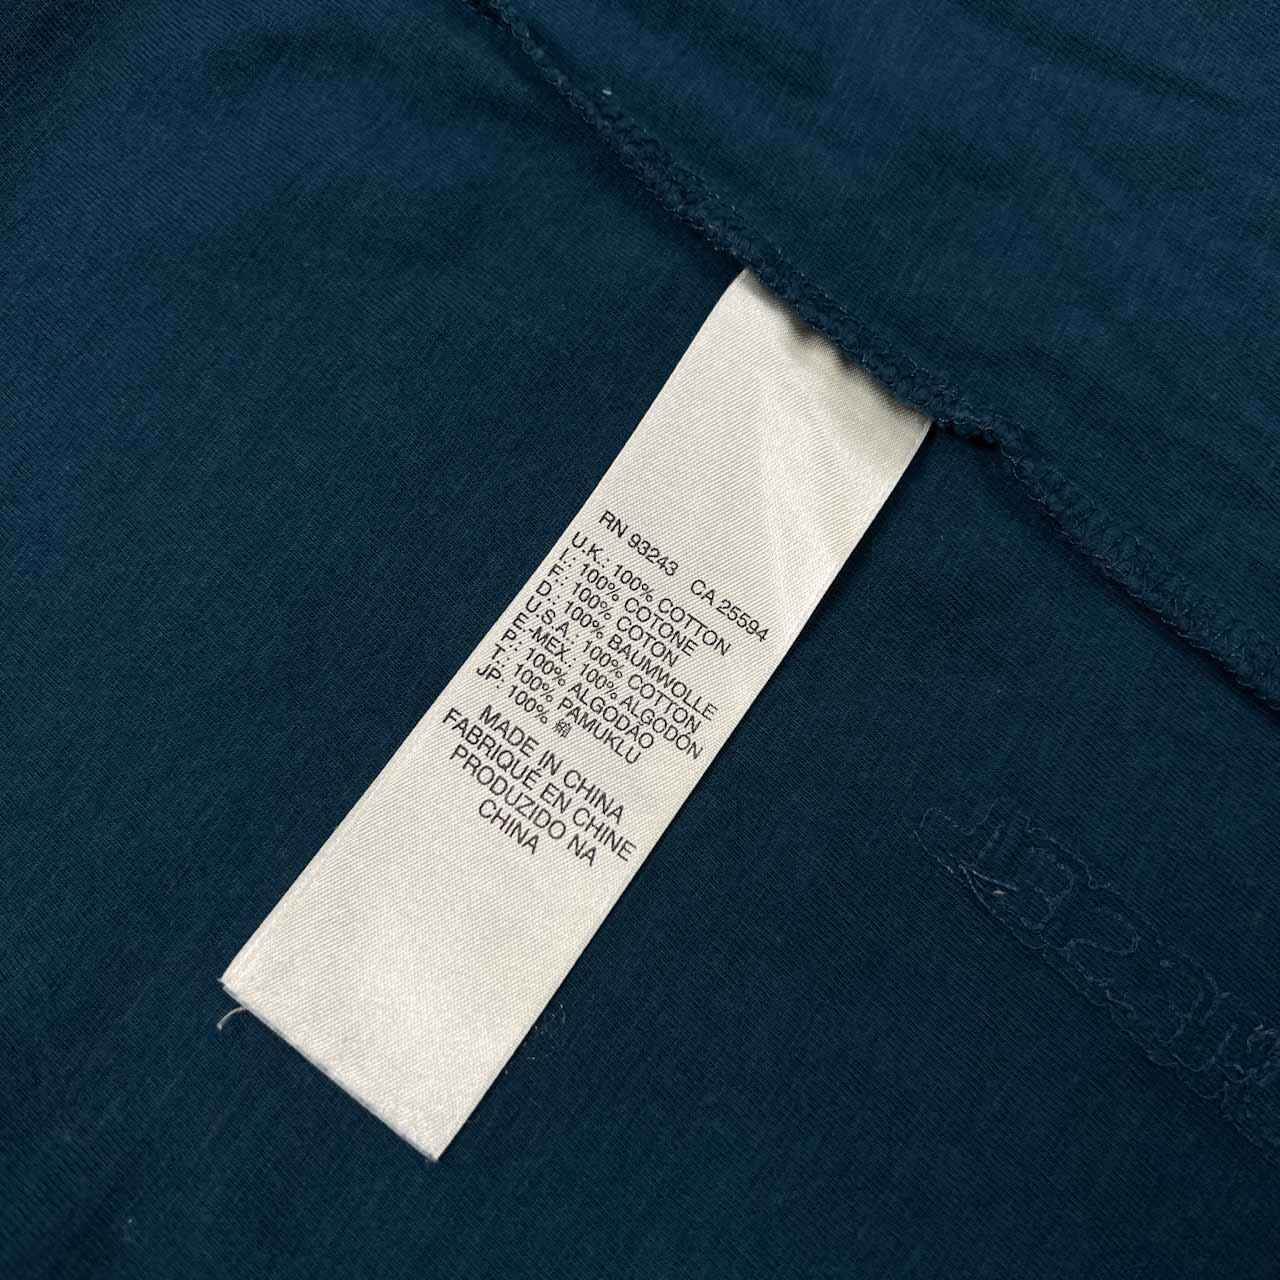 RN 93243 CA 25594
U.K.: 100% COTTON
I.: 100% COTONE
F.: 100% COTON
D.: 100% BAUMWOLLE
U.S.A.: 100% COTTON
E-MEX.: 100% ALGODÓN
P.: 100% ALGODÃO
T.: 100% PAMUKLU
JP: 100% 綿
MADE IN CHINA
FABRIQUÉ EN CHINE
PRODUZIDO NA
CHINA